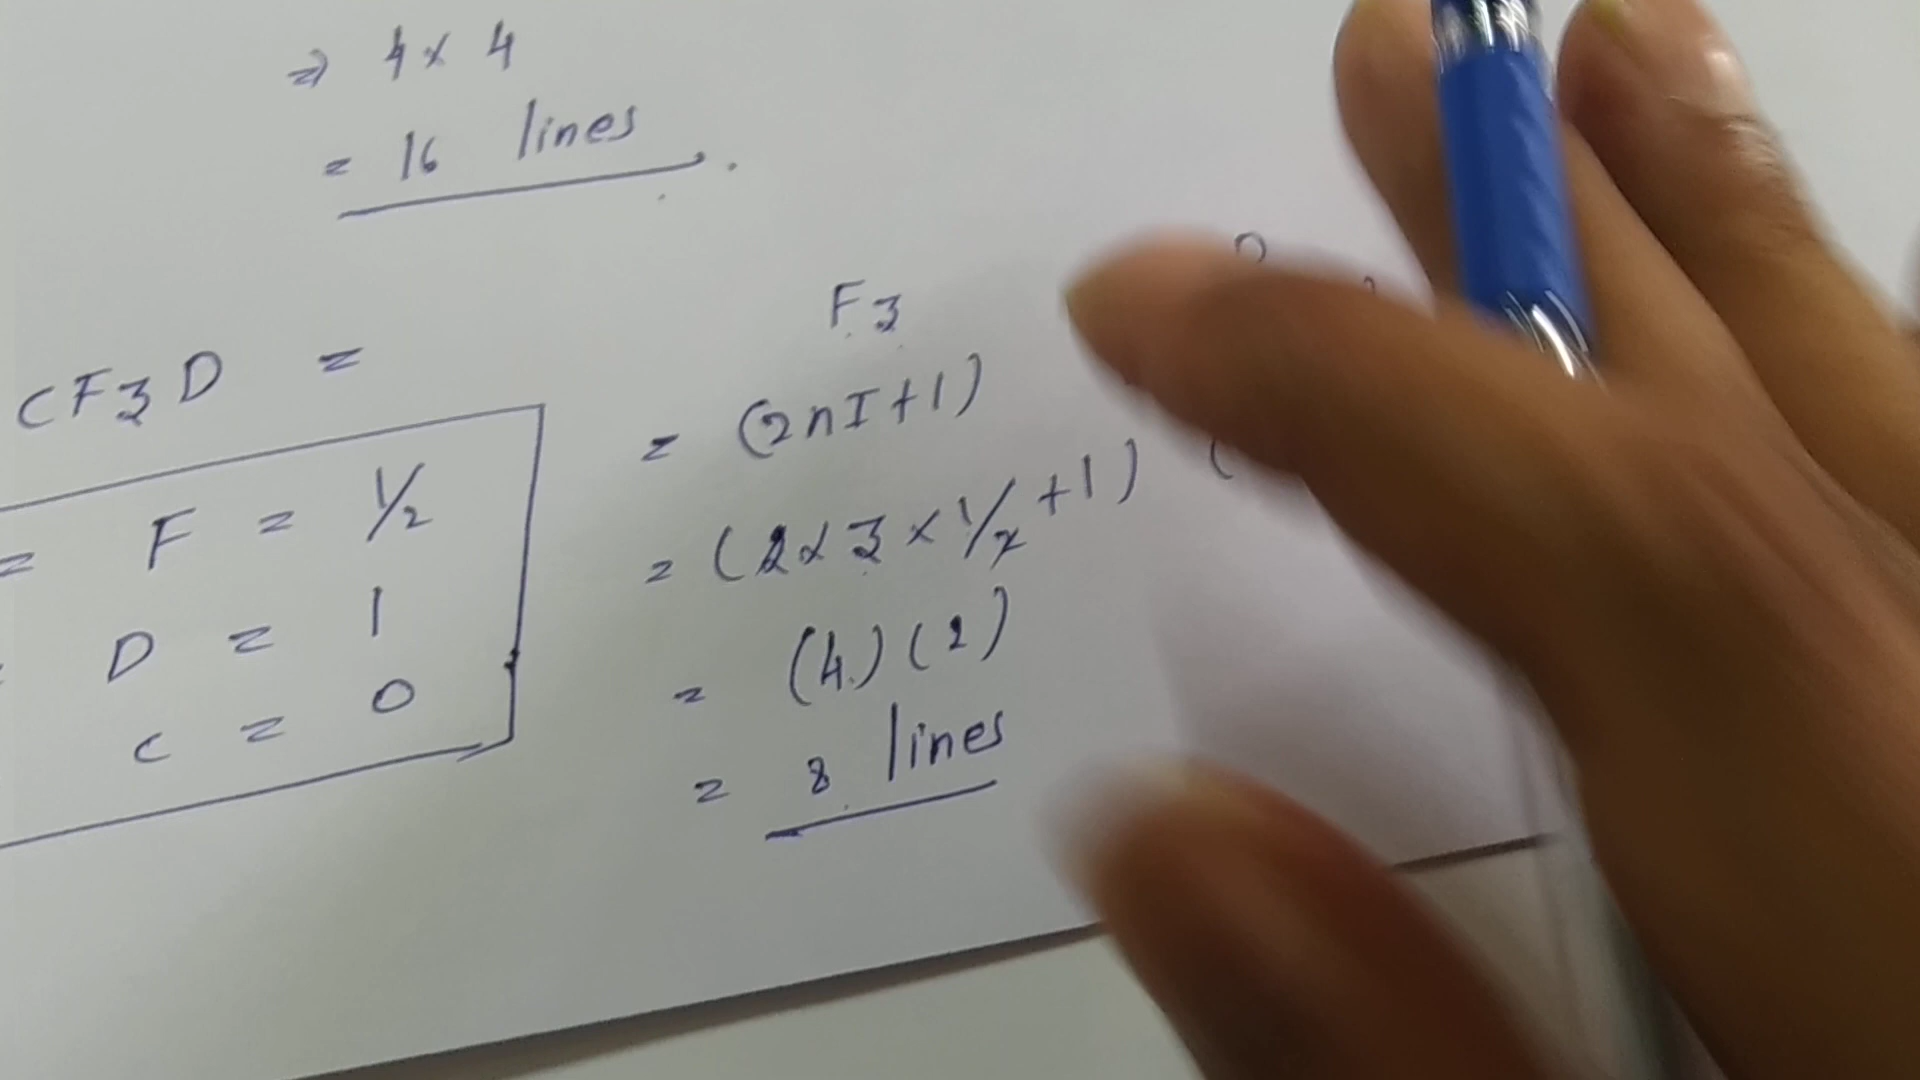 ⇒ 4 x 4
= 16 lines
CF3D =
= F = 1/2
= D = 1
C = 0
F3
= (2nI+1)
= (2 x 3 x 1/2 + 1) (
= (4) (2)
= 8 lines